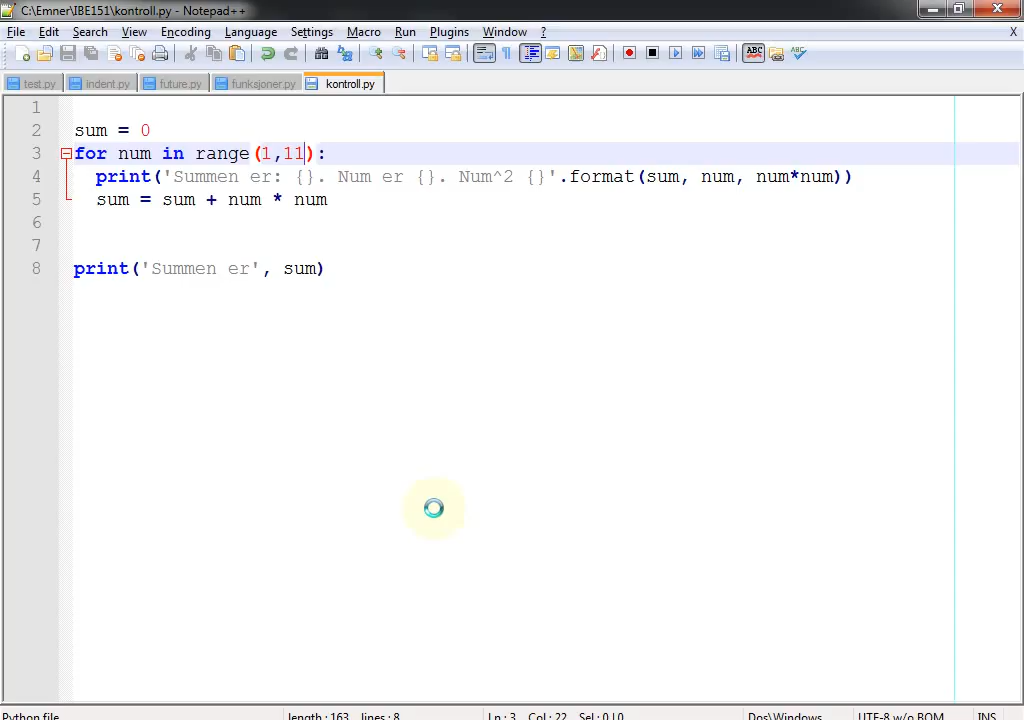 C:\Emner\IBE151\kontroll.py - Notepad++
File Edit Search View Encoding Language Settings Macro Run Plugins Window ? X
ABC ABC
test.py indent.py future.py funksjoner.py kontroll.py
1
2 sum = 0
3 for num in range(1,11):
4 print('Summen er: {}. Num er {}. Num^2 {}'.format(sum, num, num*num))
5 sum = sum + num * num
6
7
8 print('Summen er', sum)
Python file length : 163 lines : 8 Ln : 3 Col : 22 Sel : 0 | 0 Dos\Windows UTF-8 w/o BOM INS